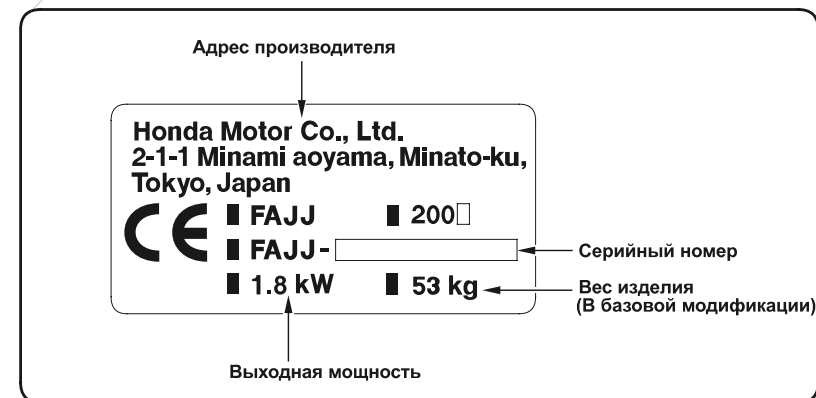 Адрес производителя
Honda Motor Co., Ltd.
2-1-1 Minami aoyama, Minato-ku,
Tokyo, Japan
CE FAJJ 200
FAJJ-
Серийный номер
1.8 kW 53 kg
Вес изделия
(В базовой модификации)
Выходная мощность